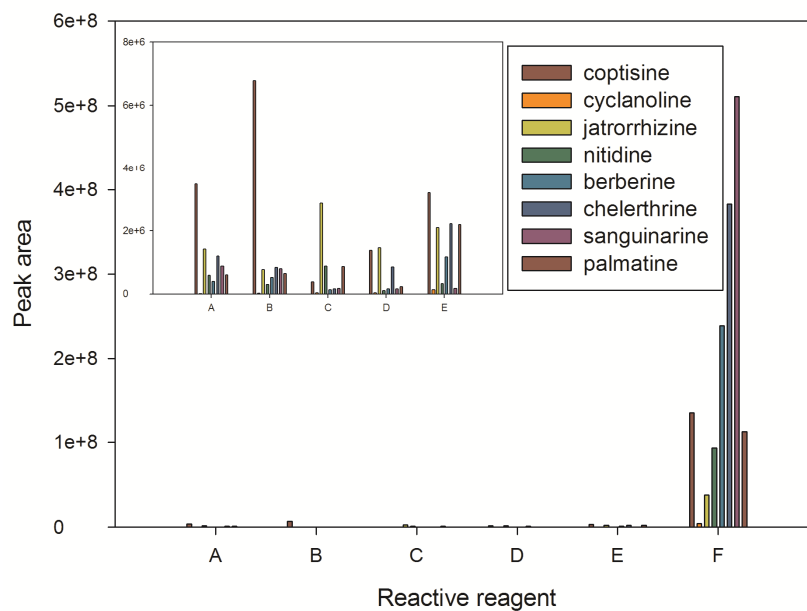 6e+8
5e+8
4e+8
3e+8
2e+8
1e+8
0
Peak area
8e+6
6e+6
4e+6
2e+6
0
A B C D E
coptisine
cyclanoline
jatrorrhizine
nitidine
berberine
chelerthrine
sanguinarine
palmatine
A B C D E F
Reactive reagent